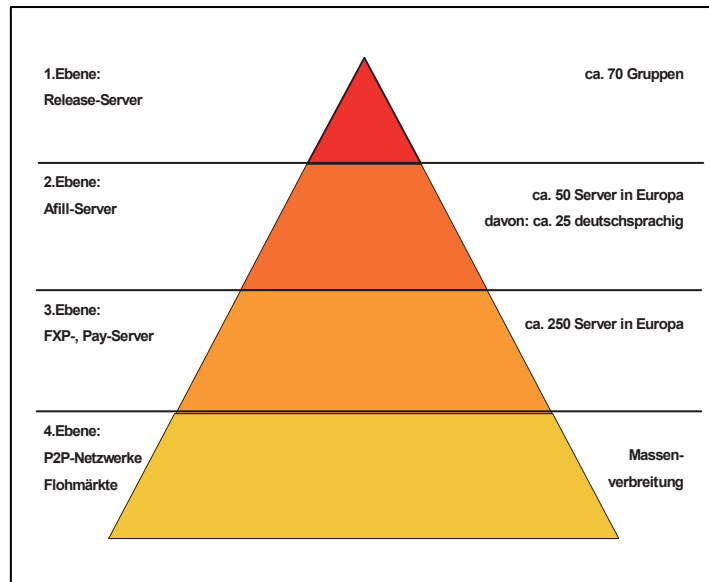 1.Ebene:
Release-Server
ca. 70 Gruppen
2.Ebene:
Afill-Server
ca. 50 Server in Europa
davon: ca. 25 deutschsprachig
3.Ebene:
FXP-, Pay-Server
ca. 250 Server in Europa
4.Ebene:
P2P-Netzwerke
Flohmärkte
Massen-
verbreitung